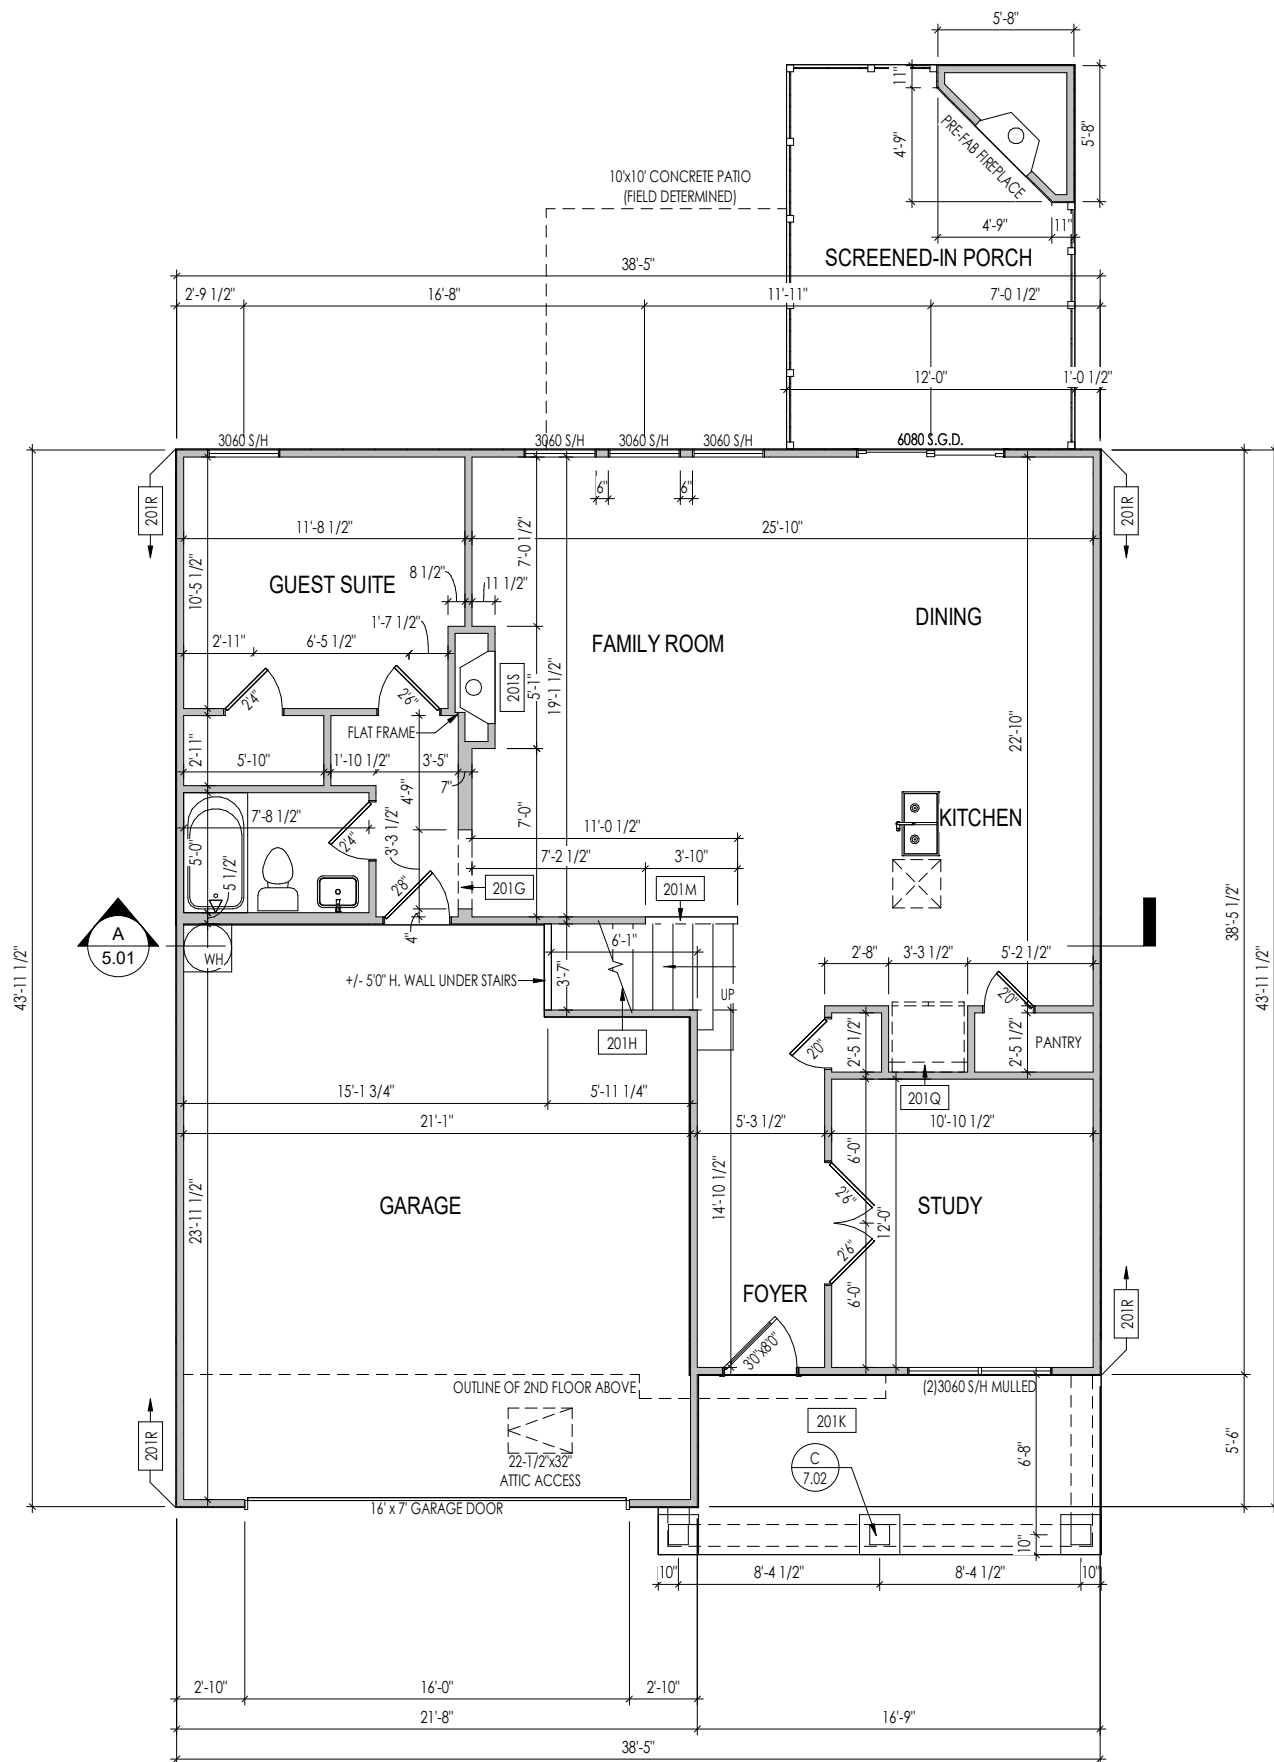 5'-8"
11"
4'-9"
5'-8"
PRE-FAB FIREPLACE
10'x10' CONCRETE PATIO
(FIELD DETERMINED)
4'-9"
11"
SCREENED-IN PORCH
38'-5"
2'-9 1/2"
16'-8"
11'-11"
7'-0 1/2"
12'-0"
1'-0 1/2"
3060 S/H
3060 S/H
3060 S/H
3060 S/H
6080 S.G.D.
201R
201R
6"
6"
11'-8 1/2"
25'-10"
7'-0 1/2"
10'-5 1/2"
GUEST SUITE
8 1/2"
11 1/2"
1'-7 1/2"
2'-11"
6'-5 1/2"
FAMILY ROOM
DINING
2'4"
2'6"
201S
5'-1"
19'-1 1/2"
FLAT FRAME
22'-10"
2'-11"
5'-10"
1'-10 1/2"
3'-5"
7"
4'-9"
7'-0"
KITCHEN
7'-8 1/2"
5'-0"
5 1/2"
2'4"
3'-3 1/2"
11'-0 1/2"
7'-2 1/2"
3'-10"
2'8"
201G
201M
4"
A
5.01
WH
6'-1"
3'-7"
+/- 5'0" H. WALL UNDER STAIRS
UP
201H
2'-8"
3'-3 1/2"
5'-2 1/2"
2'0"
2'0"
2'-5 1/2"
2'-5 1/2"
PANTRY
201Q
43'-11 1/2"
38'-5 1/2"
43'-11 1/2"
15'-1 3/4"
5'-11 1/4"
21'-1"
5'-3 1/2"
10'-10 1/2"
6'-0"
14'-10 1/2"
23'-11 1/2"
GARAGE
2'6"
STUDY
12'-0"
2'6"
6'-0"
FOYER
3'0"x8'0"
201R
OUTLINE OF 2ND FLOOR ABOVE
(2)3060 S/H MULLED
201K
201R
C
7.02
6'-8"
5'-6"
22-1/2"x32"
ATTIC ACCESS
16' x 7' GARAGE DOOR
10"
10"
8'-4 1/2"
8'-4 1/2"
10"
2'-10"
16'-0"
2'-10"
21'-8"
16'-9"
38'-5"